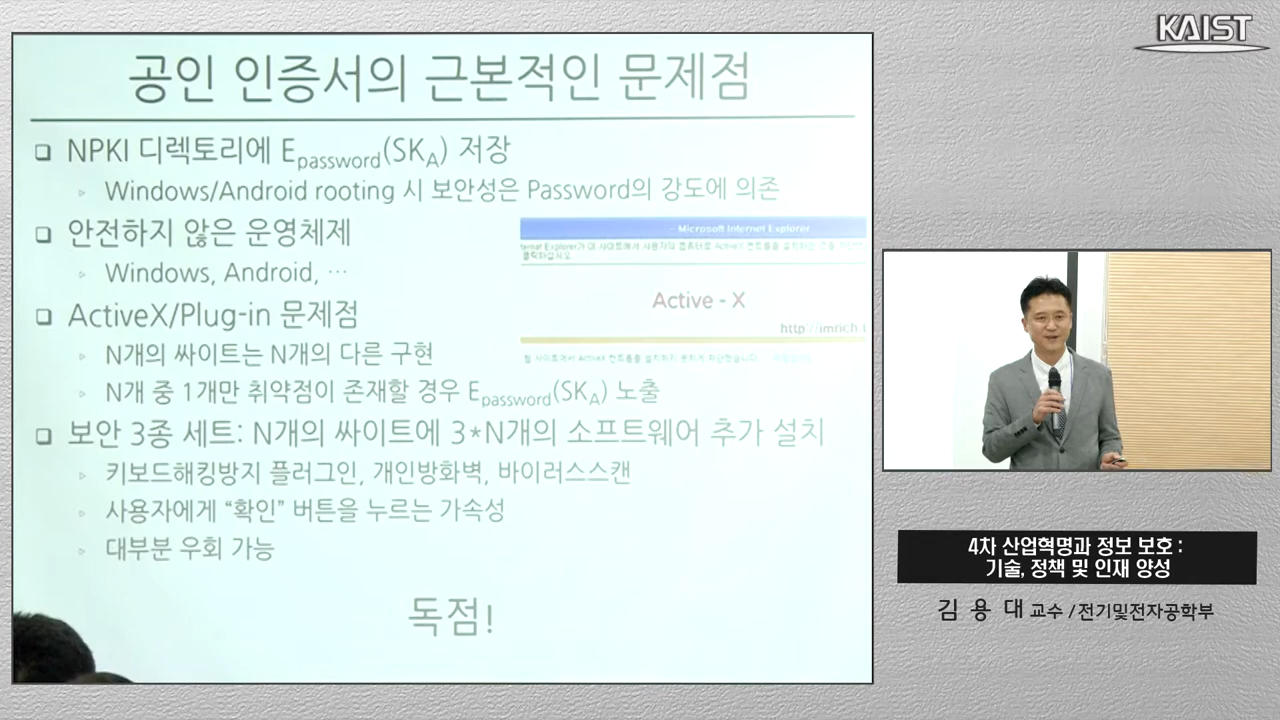 KAIST
공인 인증서의 근본적인 문제점
❑ NPKI 디렉토리에 Epassword(SKA) 저장
▹ Windows/Android rooting 시 보안성은 Password의 강도에 의존
❑ 안전하지 않은 운영체제
▹ Windows, Android, ⋯
- Microsoft Internet Explorer
클릭하십시오
Active - X
http://imrich.
❑ ActiveX/Plug-in 문제점
▹ N개의 싸이트는 N개의 다른 구현
▹ N개 중 1개만 취약점이 존재할 경우 Epassword(SKA) 노출
❑ 보안 3종 세트: N개의 싸이트에 3*N개의 소프트웨어 추가 설치
▹ 키보드해킹방지 플러그인, 개인방화벽, 바이러스스캔
▹ 사용자에게 “확인” 버튼을 누르는 가속성
▹ 대부분 우회 가능
독점!
4차 산업혁명과 정보 보호 :
기술, 정책 및 인재 양성
김 용 대 교수 / 전기및전자공학부